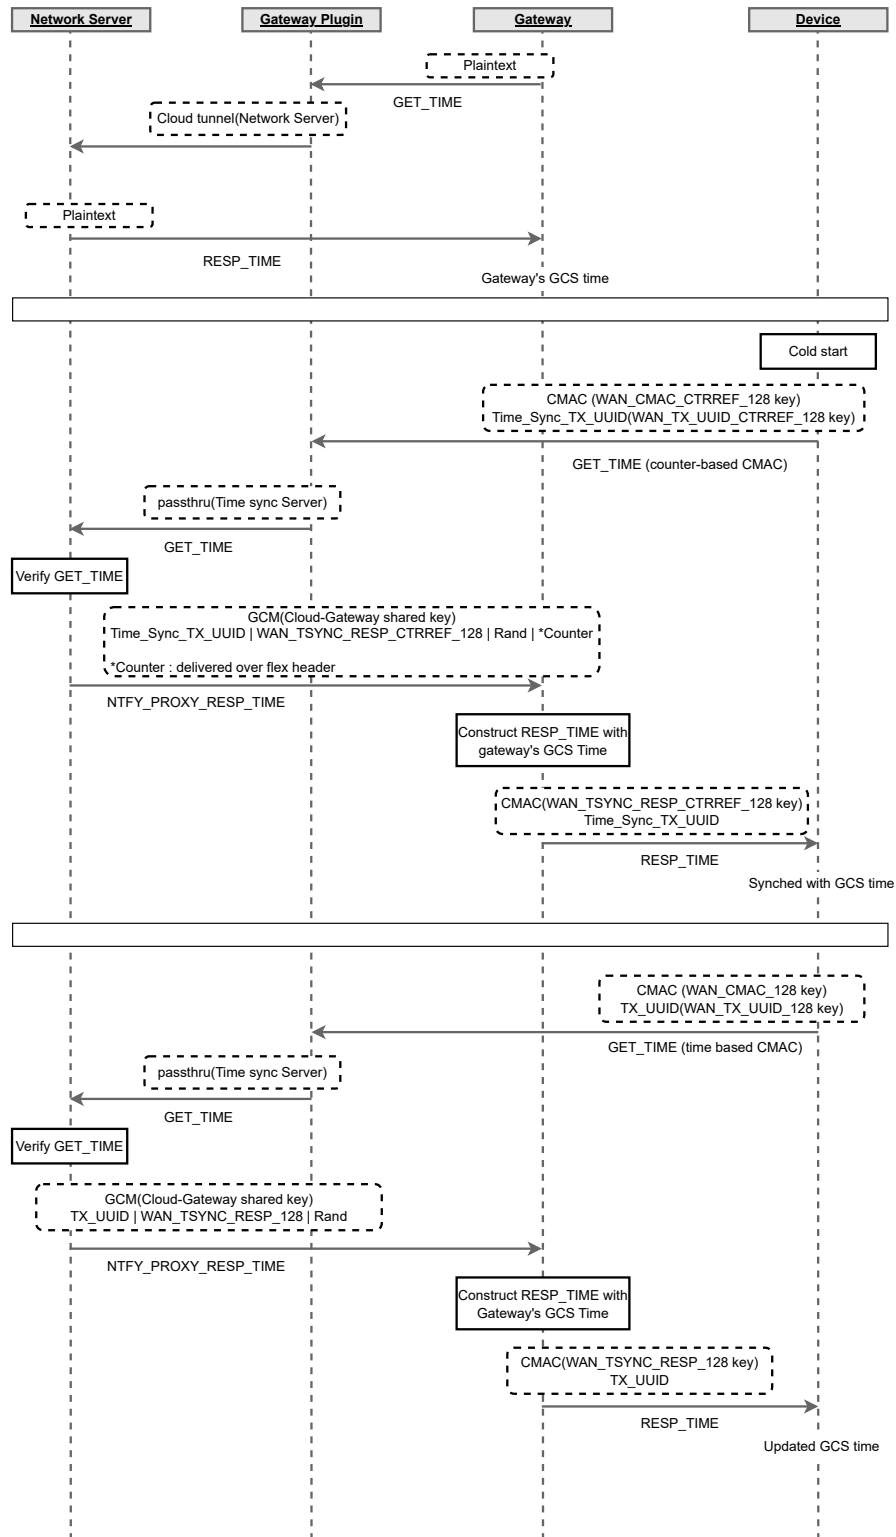 Network Server
Gateway Plugin
Gateway
Device
Plaintext
GET_TIME
Cloud tunnel(Network Server)
Plaintext
RESP_TIME
Gateway's GCS time
Cold start
CMAC (WAN_CMAC_CTRREF_128 key)
Time_Sync_TX_UUID(WAN_TX_UUID_CTRREF_128 key)
GET_TIME (counter-based CMAC)
passthru(Time sync Server)
GET_TIME
Verify GET_TIME
GCM(Cloud-Gateway shared key)
Time_Sync_TX_UUID | WAN_TSYNC_RESP_CTRREF_128 | Rand | *Counter
*Counter : delivered over flex header
NTFY_PROXY_RESP_TIME
Construct RESP_TIME with
gateway's GCS Time
CMAC(WAN_TSYNC_RESP_CTRREF_128 key)
Time_Sync_TX_UUID
RESP_TIME
Synched with GCS time
CMAC (WAN_CMAC_128 key)
TX_UUID(WAN_TX_UUID_128 key)
GET_TIME (time based CMAC)
passthru(Time sync Server)
GET_TIME
Verify GET_TIME
GCM(Cloud-Gateway shared key)
TX_UUID | WAN_TSYNC_RESP_128 | Rand
NTFY_PROXY_RESP_TIME
Construct RESP_TIME with
Gateway's GCS Time
CMAC(WAN_TSYNC_RESP_128 key)
TX_UUID
RESP_TIME
Updated GCS time